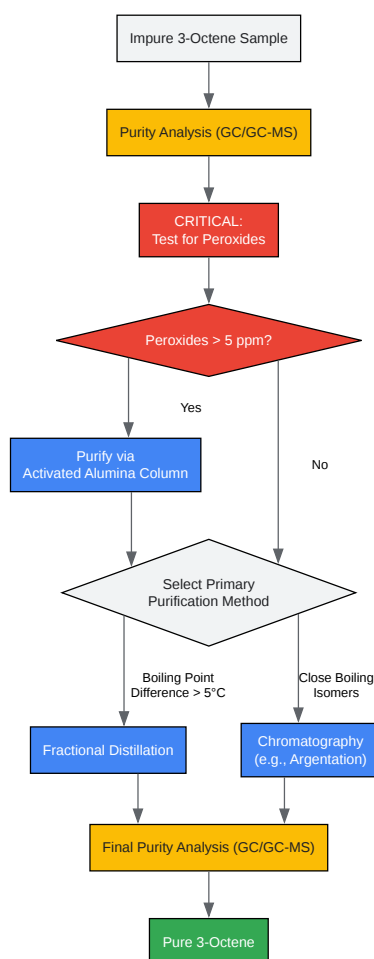 Impure 3-Octene Sample
Purity Analysis (GC/GC-MS)
CRITICAL:
Test for Peroxides
Peroxides > 5 ppm?
Yes
Purify via
Activated Alumina Column
No
Select Primary
Purification Method
Boiling Point
Difference > 5°C
Close Boiling
Isomers
Fractional Distillation
Chromatography
(e.g., Argentation)
Final Purity Analysis (GC/GC-MS)
Pure 3-Octene